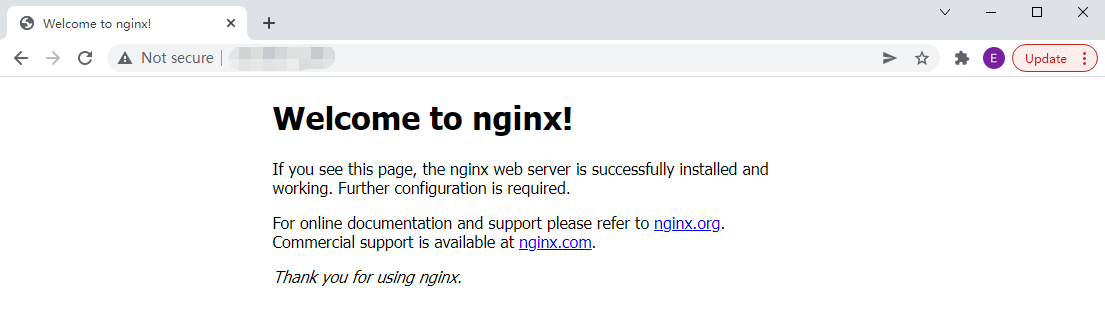 Welcome to nginx!
Not secure
E
Update
Welcome to nginx!
If you see this page, the nginx web server is successfully installed and
working. Further configuration is required.
For online documentation and support please refer to nginx.org.
Commercial support is available at nginx.com.
Thank you for using nginx.